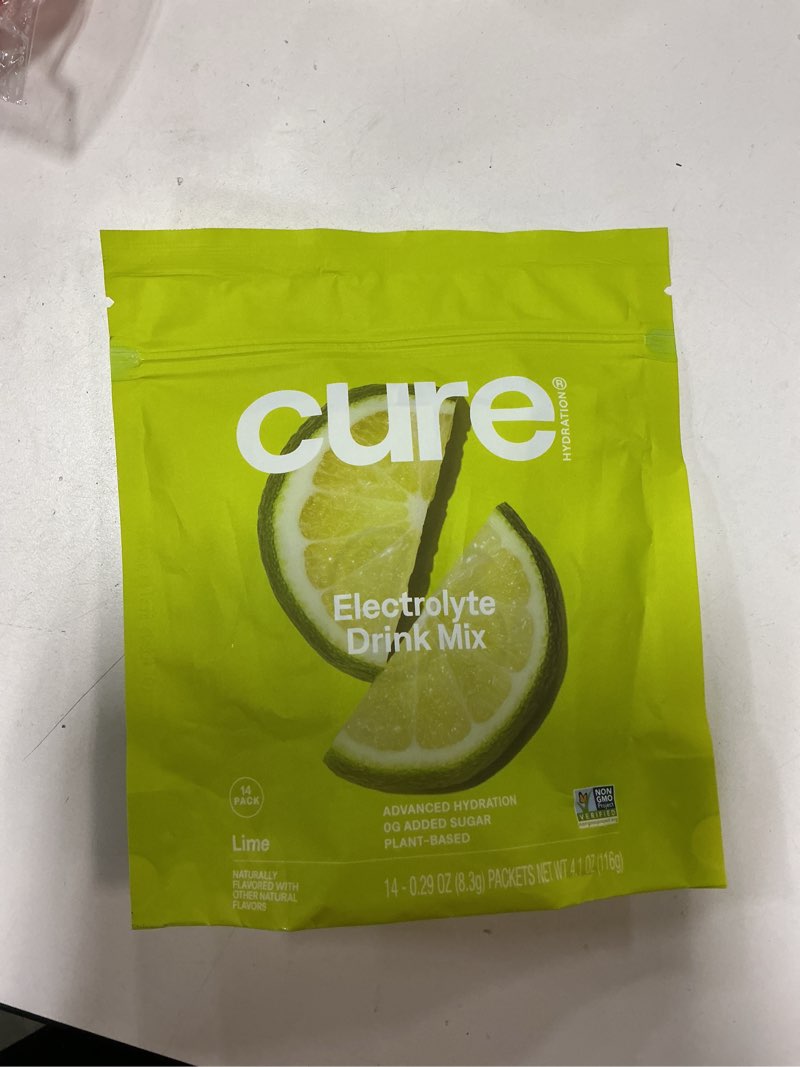 cure
HYDRATION®
Electrolyte
Drink Mix
14
PACK
Lime
NATURALLY
FLAVORED WITH
OTHER NATURAL
FLAVORS
ADVANCED HYDRATION
0G ADDED SUGAR
PLANT-BASED
NON
GMO
Project
VERIFIED
nongmoproject.org
14 - 0.29 OZ (8.3g) PACKETS NET WT 4.1 OZ (116g)